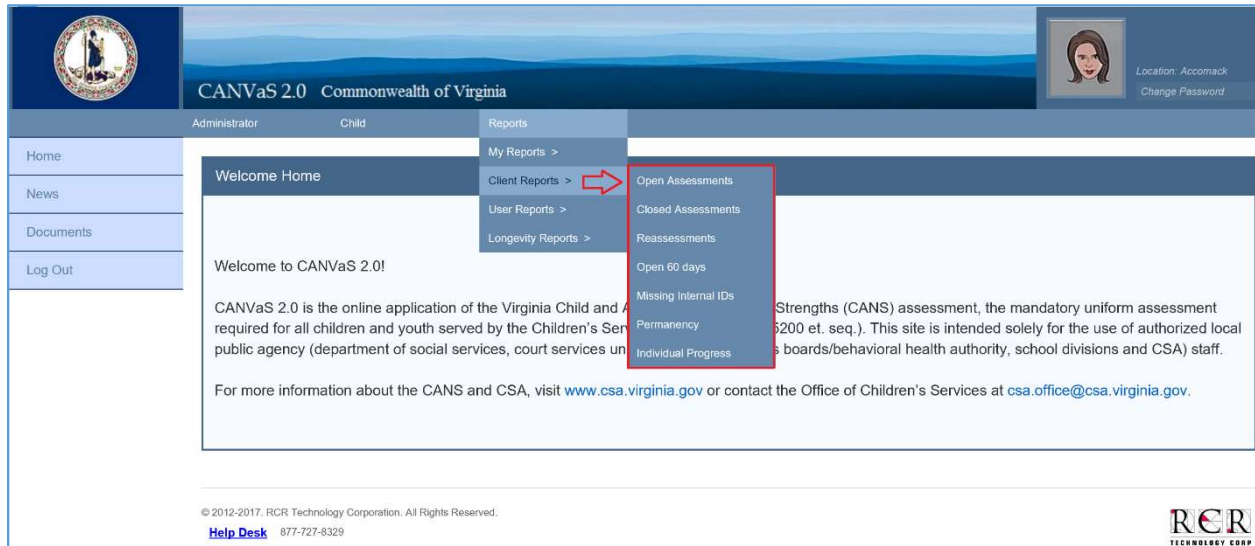 CANVaS 2.0 Commonwealth of Virginia
Location: Accomack
Change Password
Administrator Child Reports
Home
News
Documents
Log Out
My Reports >
Client Reports >
User Reports >
Longevity Reports >
Open Assessments
Closed Assessments
Reassessments
Open 60 days
Missing Internal IDs
Permanency
Individual Progress
Welcome Home
Welcome to CANVaS 2.0!
CANVaS 2.0 is the online application of the Virginia Child and A Strengths (CANS) assessment, the mandatory uniform assessment
required for all children and youth served by the Children's Ser 5200 et. seq.). This site is intended solely for the use of authorized local
public agency (department of social services, court services un s boards/behavioral health authority, school divisions and CSA) staff.
For more information about the CANS and CSA, visit www.csa.virginia.gov or contact the Office of Children's Services at csa.office@csa.virginia.gov.
© 2012-2017. RCR Technology Corporation. All Rights Reserved.
Help Desk 877-727-8329
RCR
TECHNOLOGY CORP